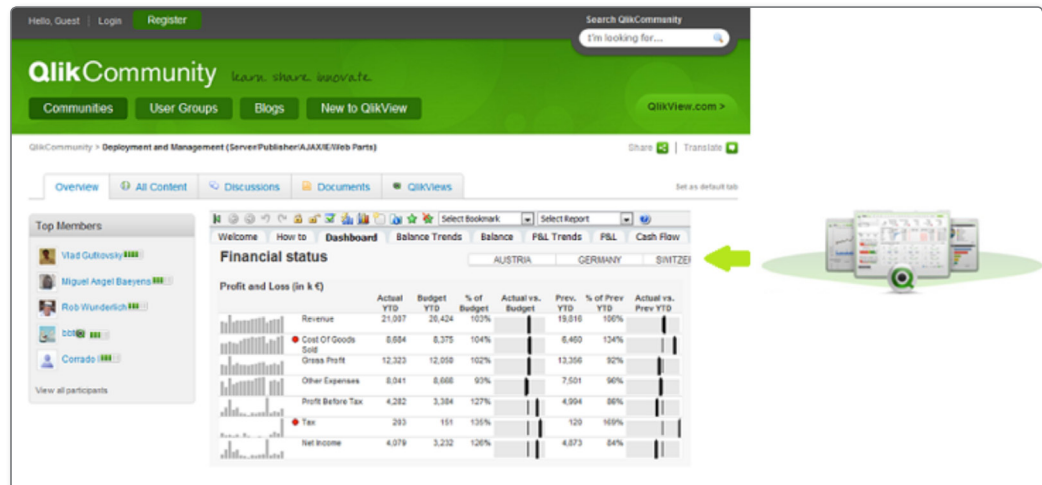 Hello, Guest | Login Register
Search QlikCommunity
I'm looking for...
QlikCommunity learn. share. innovate.
Communities User Groups Blogs New to QlikView
QlikView.com >
QlikCommunity > Deployment and Management (Server/Publisher/AJAX/IE/Web Parts)
Share | Translate
Overview All Content Discussions Documents QlikViews
Set as default tab
Top Members
Vlad Gutkovsky
Miguel Angel Baeyens
Rob Wunderlich
Corrado
View all participants
Select Bookmark Select Report
Welcome How to Dashboard Balance Trends Balance P&L Trends P&L Cash Flow
Financial status
AUSTRIA GERMANY SWITZER
Profit and Loss (in k €)
Actual YTD Budget YTD % of Budget Actual vs. Budget Prev. YTD % of Prev YTD Actual vs. Prev YTD
Revenue 20,424 103% 19,816 106%
Cost Of Goods Sold 8,684 8,375 104% 6,460 134%
Gross Profit 12,323 12,050 102% 13,356 92%
Other Expenses 8,041 8,666 93% 7,501 96%
Profit Before Tax 4,282 3,384 127% 4,994 86%
Tax 203 151 135% 120 169%
Net Income 4,079 3,232 126% 4,873 84%